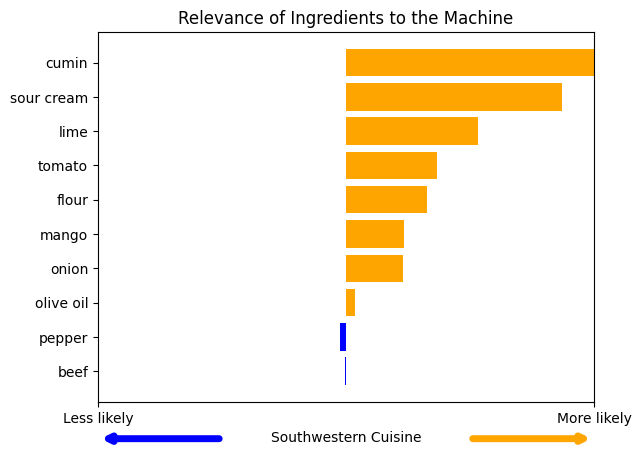 Relevance of Ingredients to the Machine
cumin
sour cream
lime
tomato
flour
mango
onion
olive oil
pepper
beef
Less likely More likely
Southwestern Cuisine